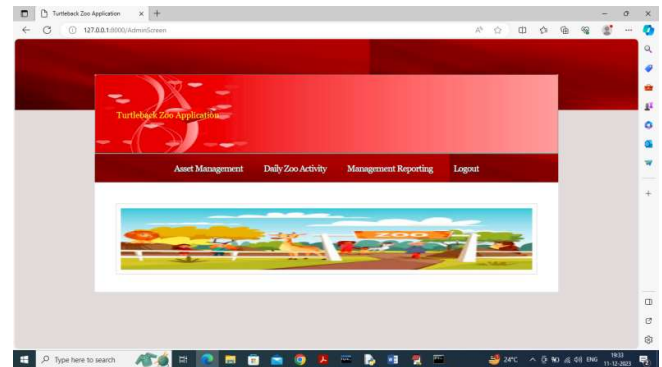 Turtleback Zoo Application
127.0.0.1:8000/AdminScreen
Turtleback Zoo Application
Asset Management Daily Zoo Activity Management Reporting Logout
ZOO
Type here to search
24°C ENG 19:33
11-12-2023